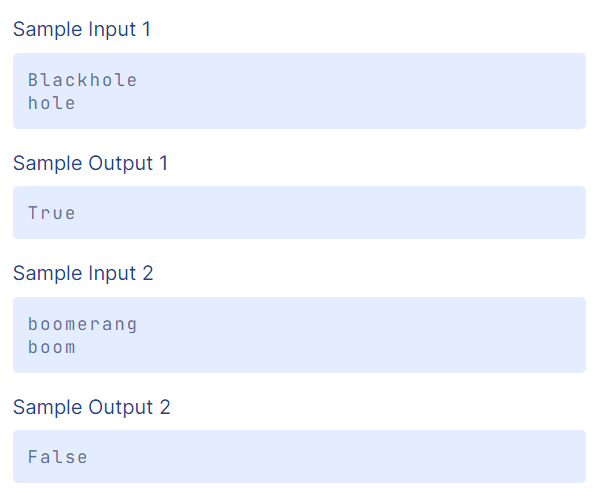 Sample Input 1
Blackhole
hole
Sample Output 1
True
Sample Input 2
boomerang
boom
Sample Output 2
False